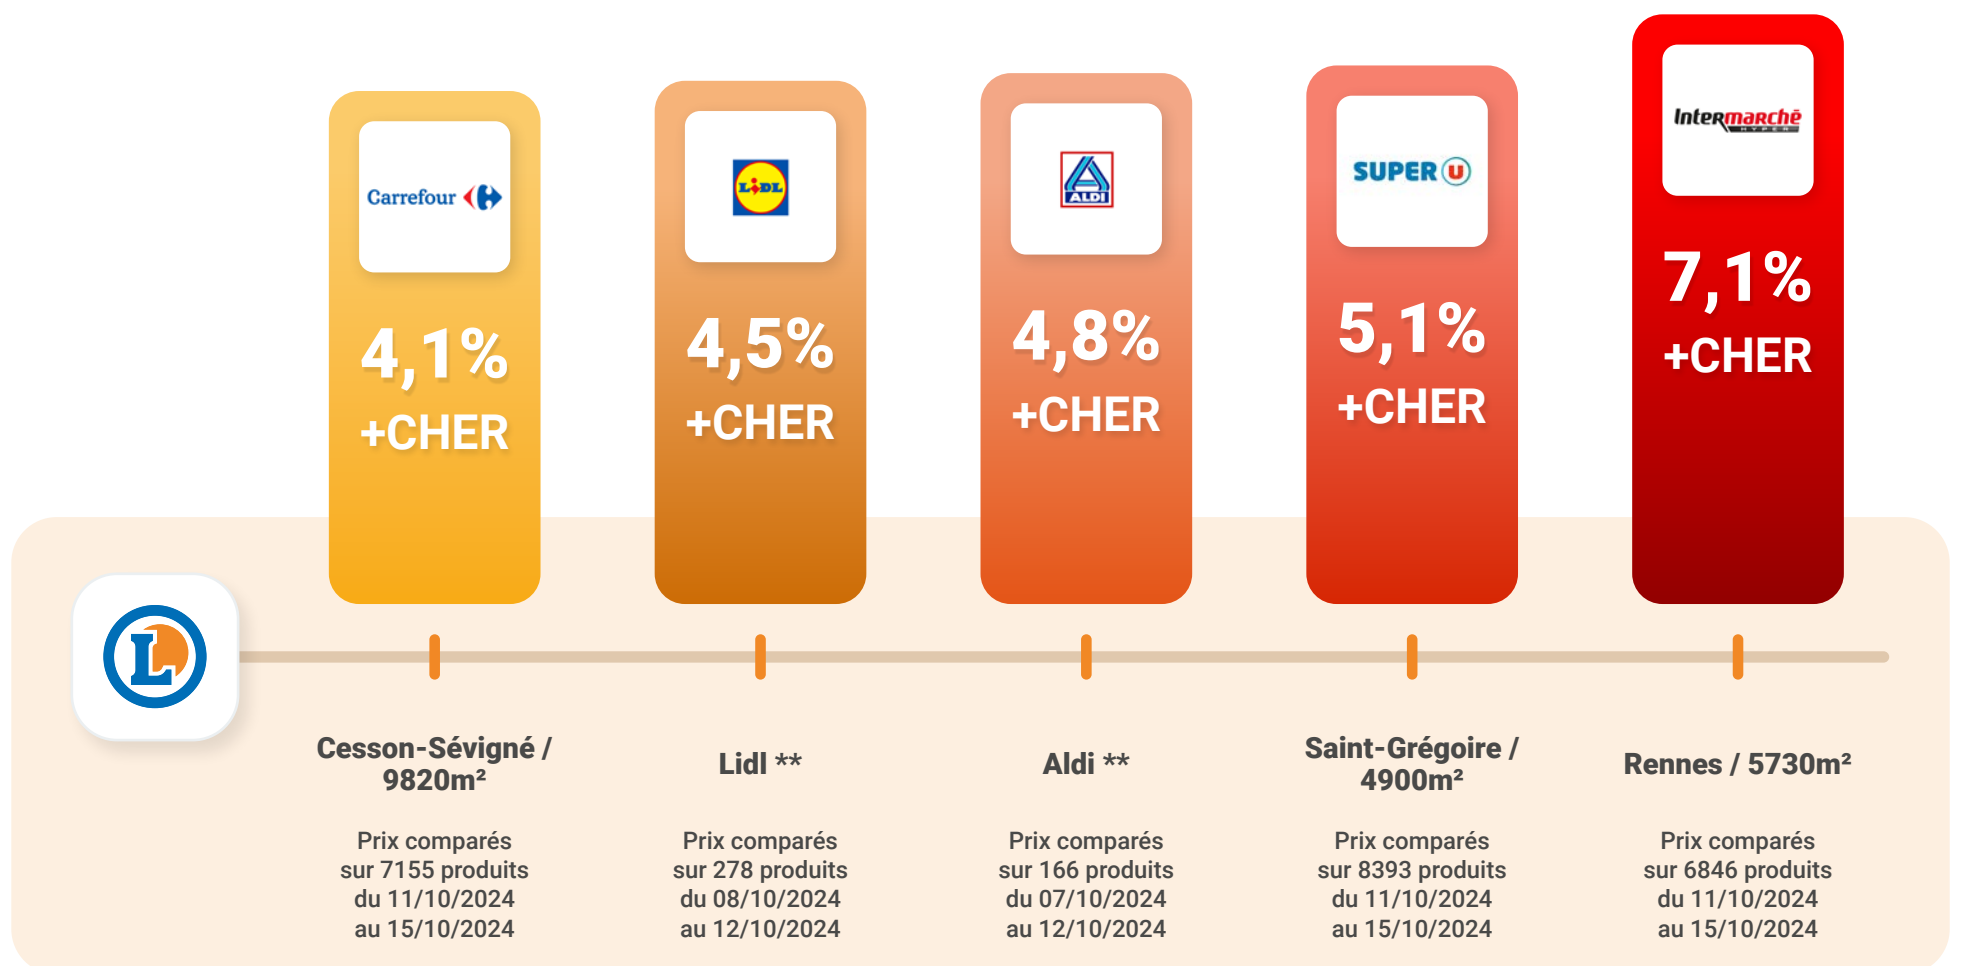 Carrefour
4,1%
+CHER
LiDL
4,5%
+CHER
ALDI
4,8%
+CHER
SUPER U
5,1%
+CHER
Intermarchē
HYPER
7,1%
+CHER
L
Cesson-Sévigné /
9820m²
Prix comparés
sur 7155 produits
du 11/10/2024
au 15/10/2024
Lidl **
Prix comparés
sur 278 produits
du 08/10/2024
au 12/10/2024
Aldi **
Prix comparés
sur 166 produits
du 07/10/2024
au 12/10/2024
Saint-Grégoire /
4900m²
Prix comparés
sur 8393 produits
du 11/10/2024
au 15/10/2024
Rennes / 5730m²
Prix comparés
sur 6846 produits
du 11/10/2024
au 15/10/2024